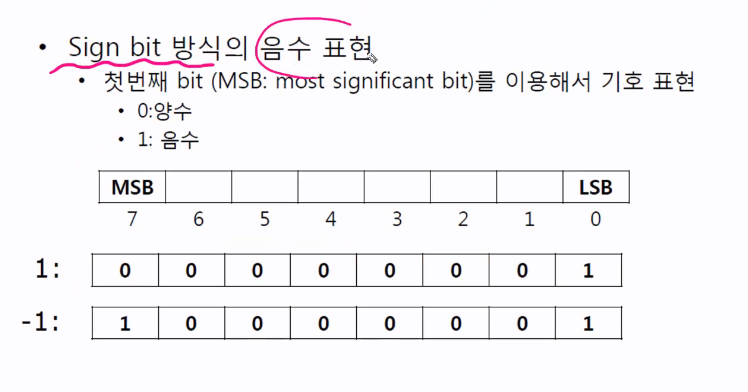 • Sign bit 방식의 음수 표현
• 첫번째 bit (MSB: most significant bit)를 이용해서 기호 표현
• 0:양수
• 1: 음수
MSB LSB
7 6 5 4 3 2 1 0
1: 0 0 0 0 0 0 0 1
-1: 1 0 0 0 0 0 0 1